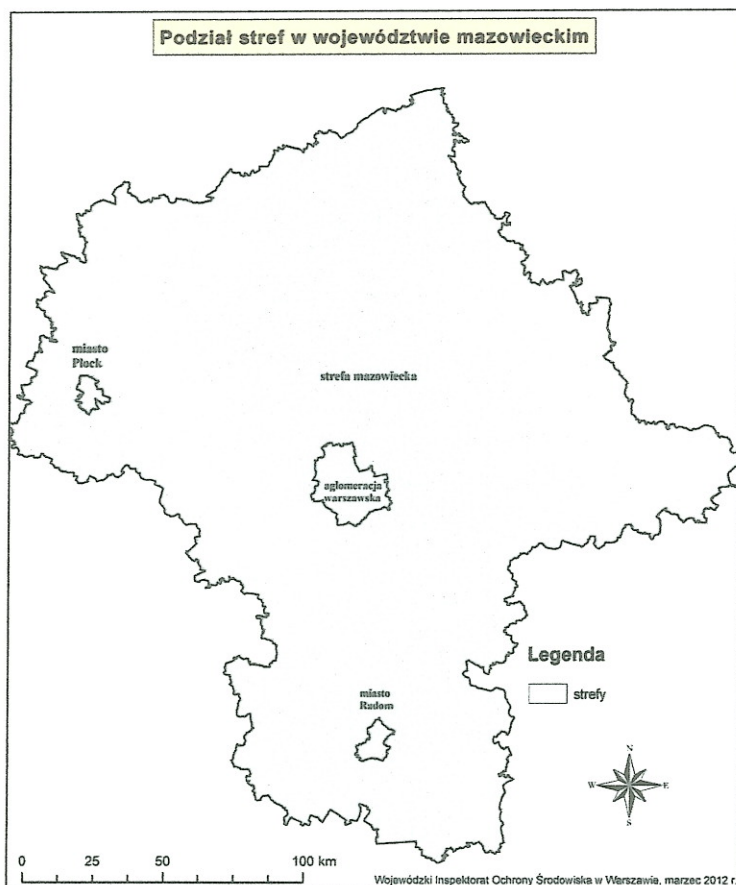 Podział stref w województwie mazowieckim
miasto
Płock
strefa mazowiecka
aglomeracja
warszawska
miasto
Radom
Legenda
strefy
N
W
E
S
0 25 50 100 km
Wojewódzki Inspektorat Ochrony Środowiska w Warszawie, marzec 2012 r.